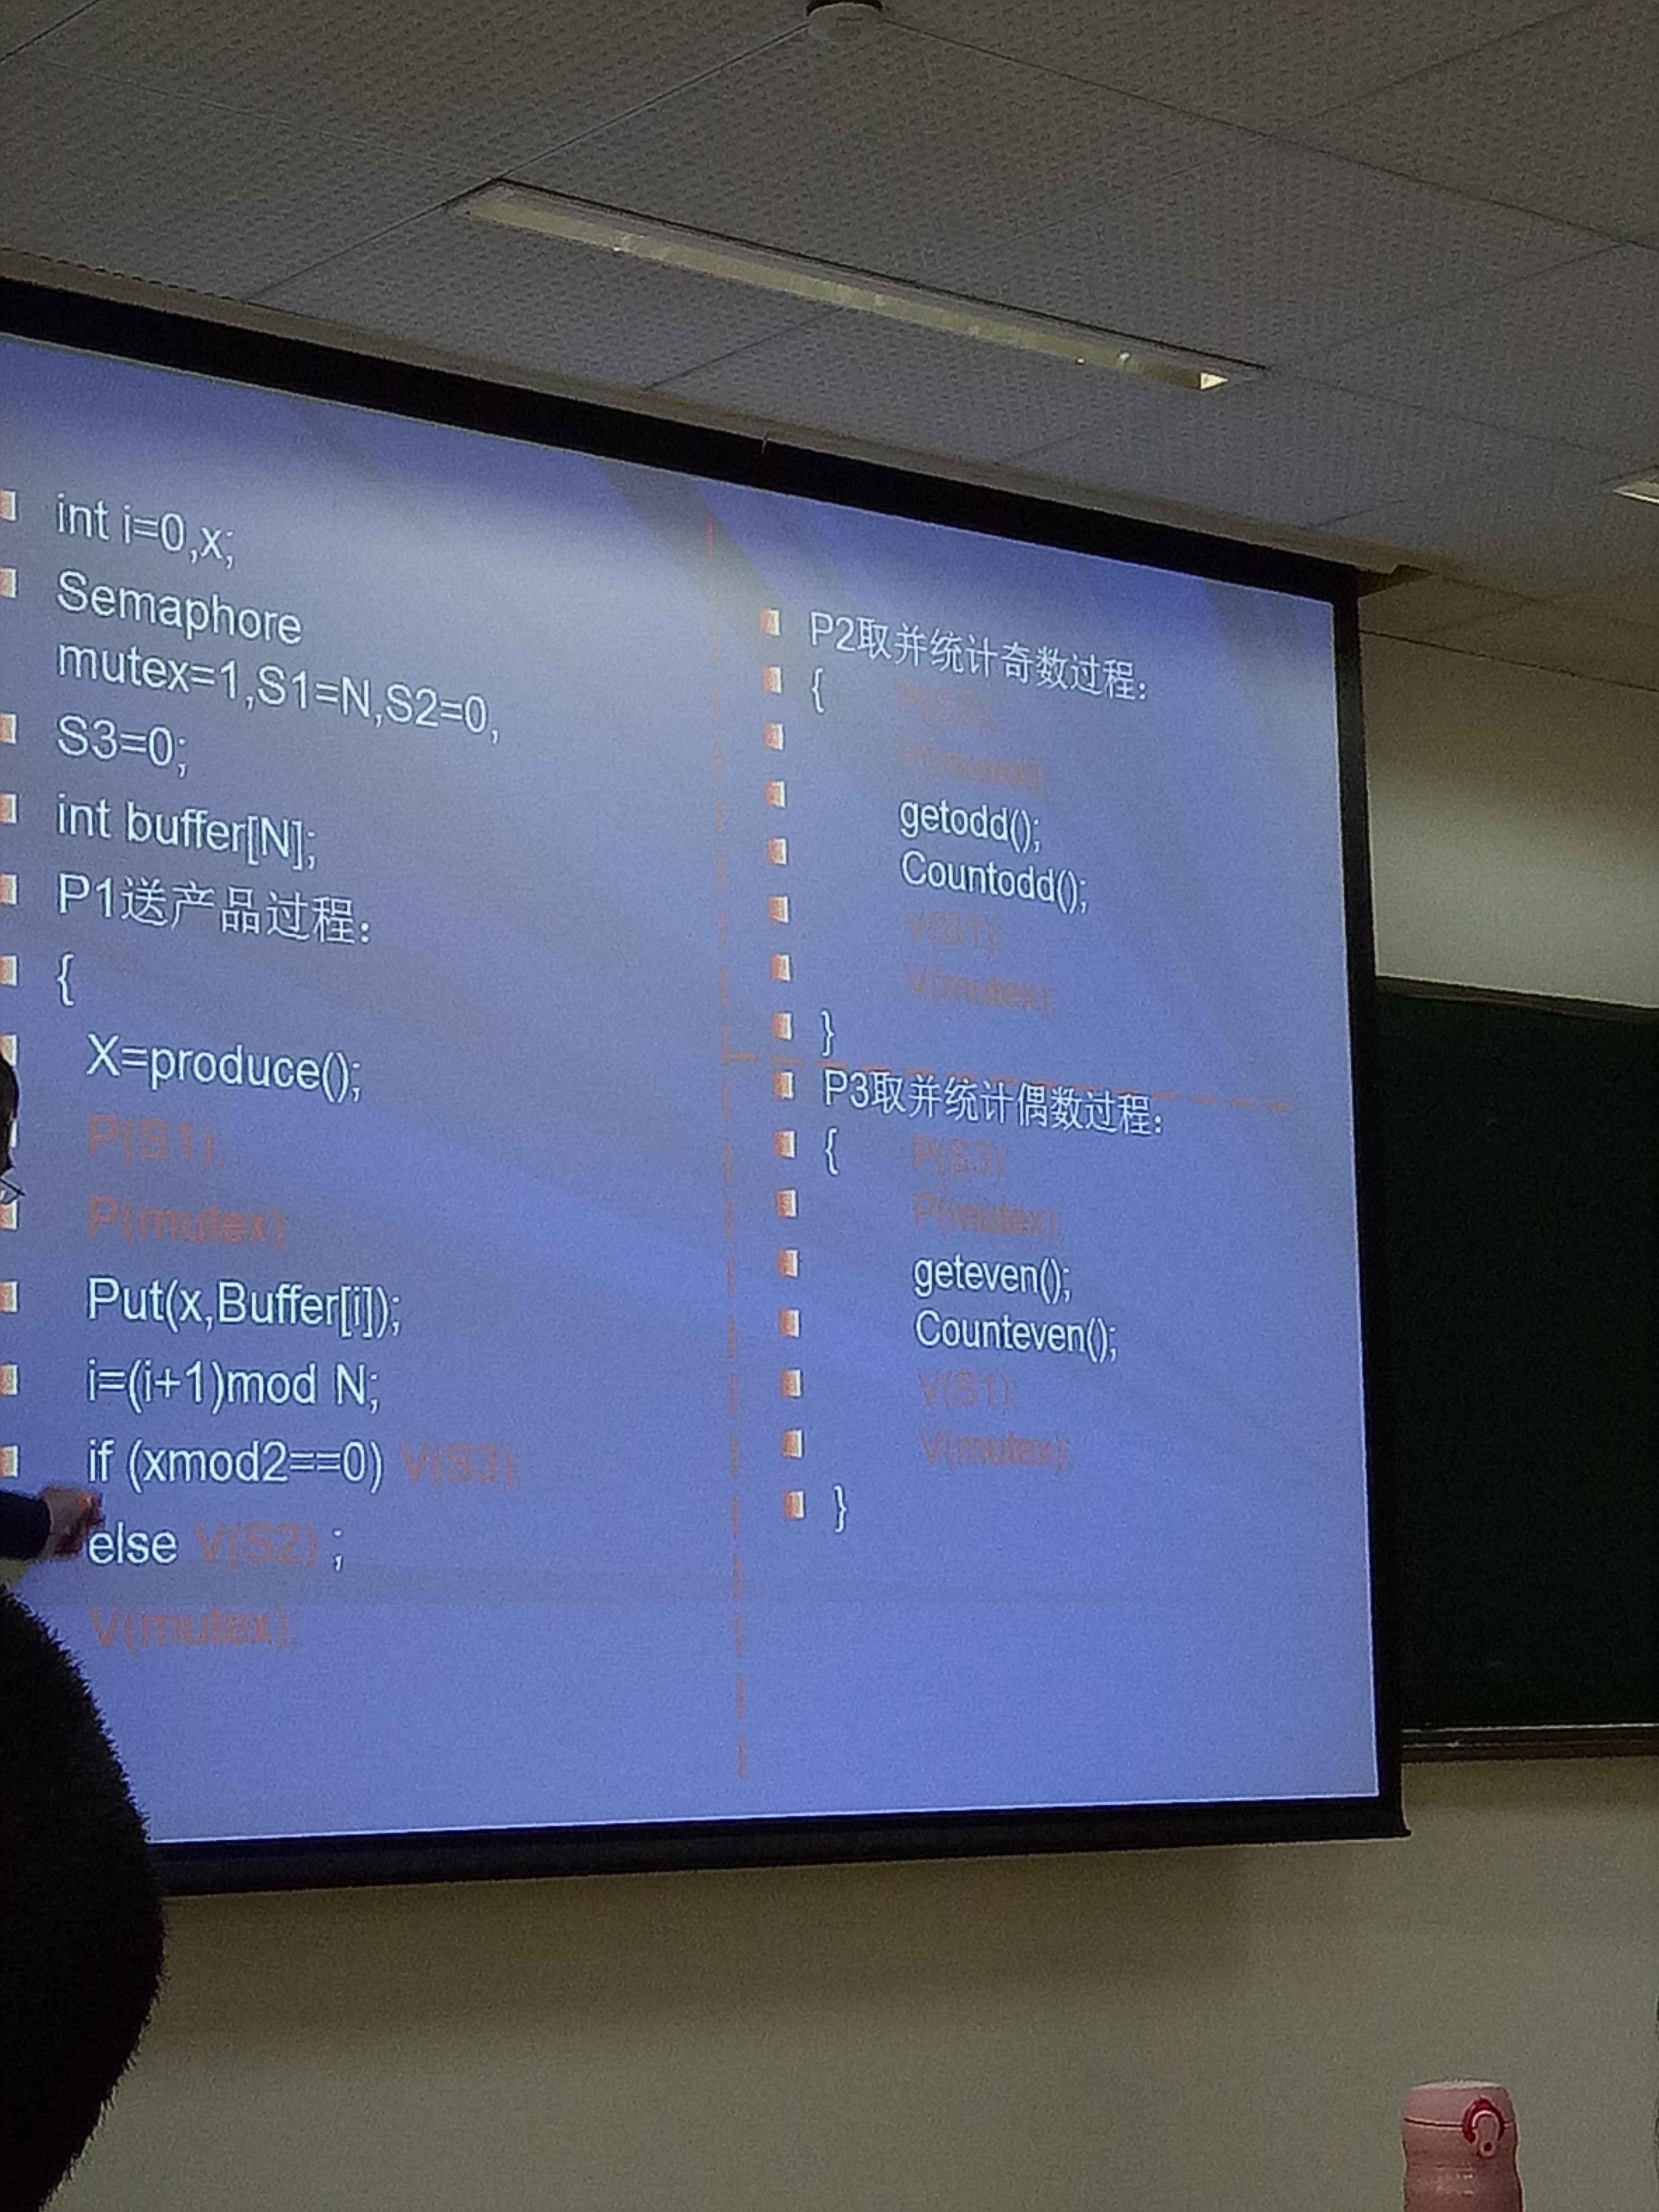 int i=0,x;
Semaphore
mutex=1,S1=N,S2=0,
S3=0;
int buffer[N];
P1送产品过程：
{
X=produce();
P(S1);
P(mutex);
Put(x,Buffer[i]);
i=(i+1)mod N;
if (xmod2==0) V(S3);
else V(S2) ;
V(mutex);
P2取并统计奇数过程：
{ P(S2);
P(mutex);
getodd();
Countodd();
V(S1);
V(mutex);
}
P3取并统计偶数过程：
{ P(S3);
P(mutex);
geteven();
Counteven();
V(S1);
V(mutex);
}